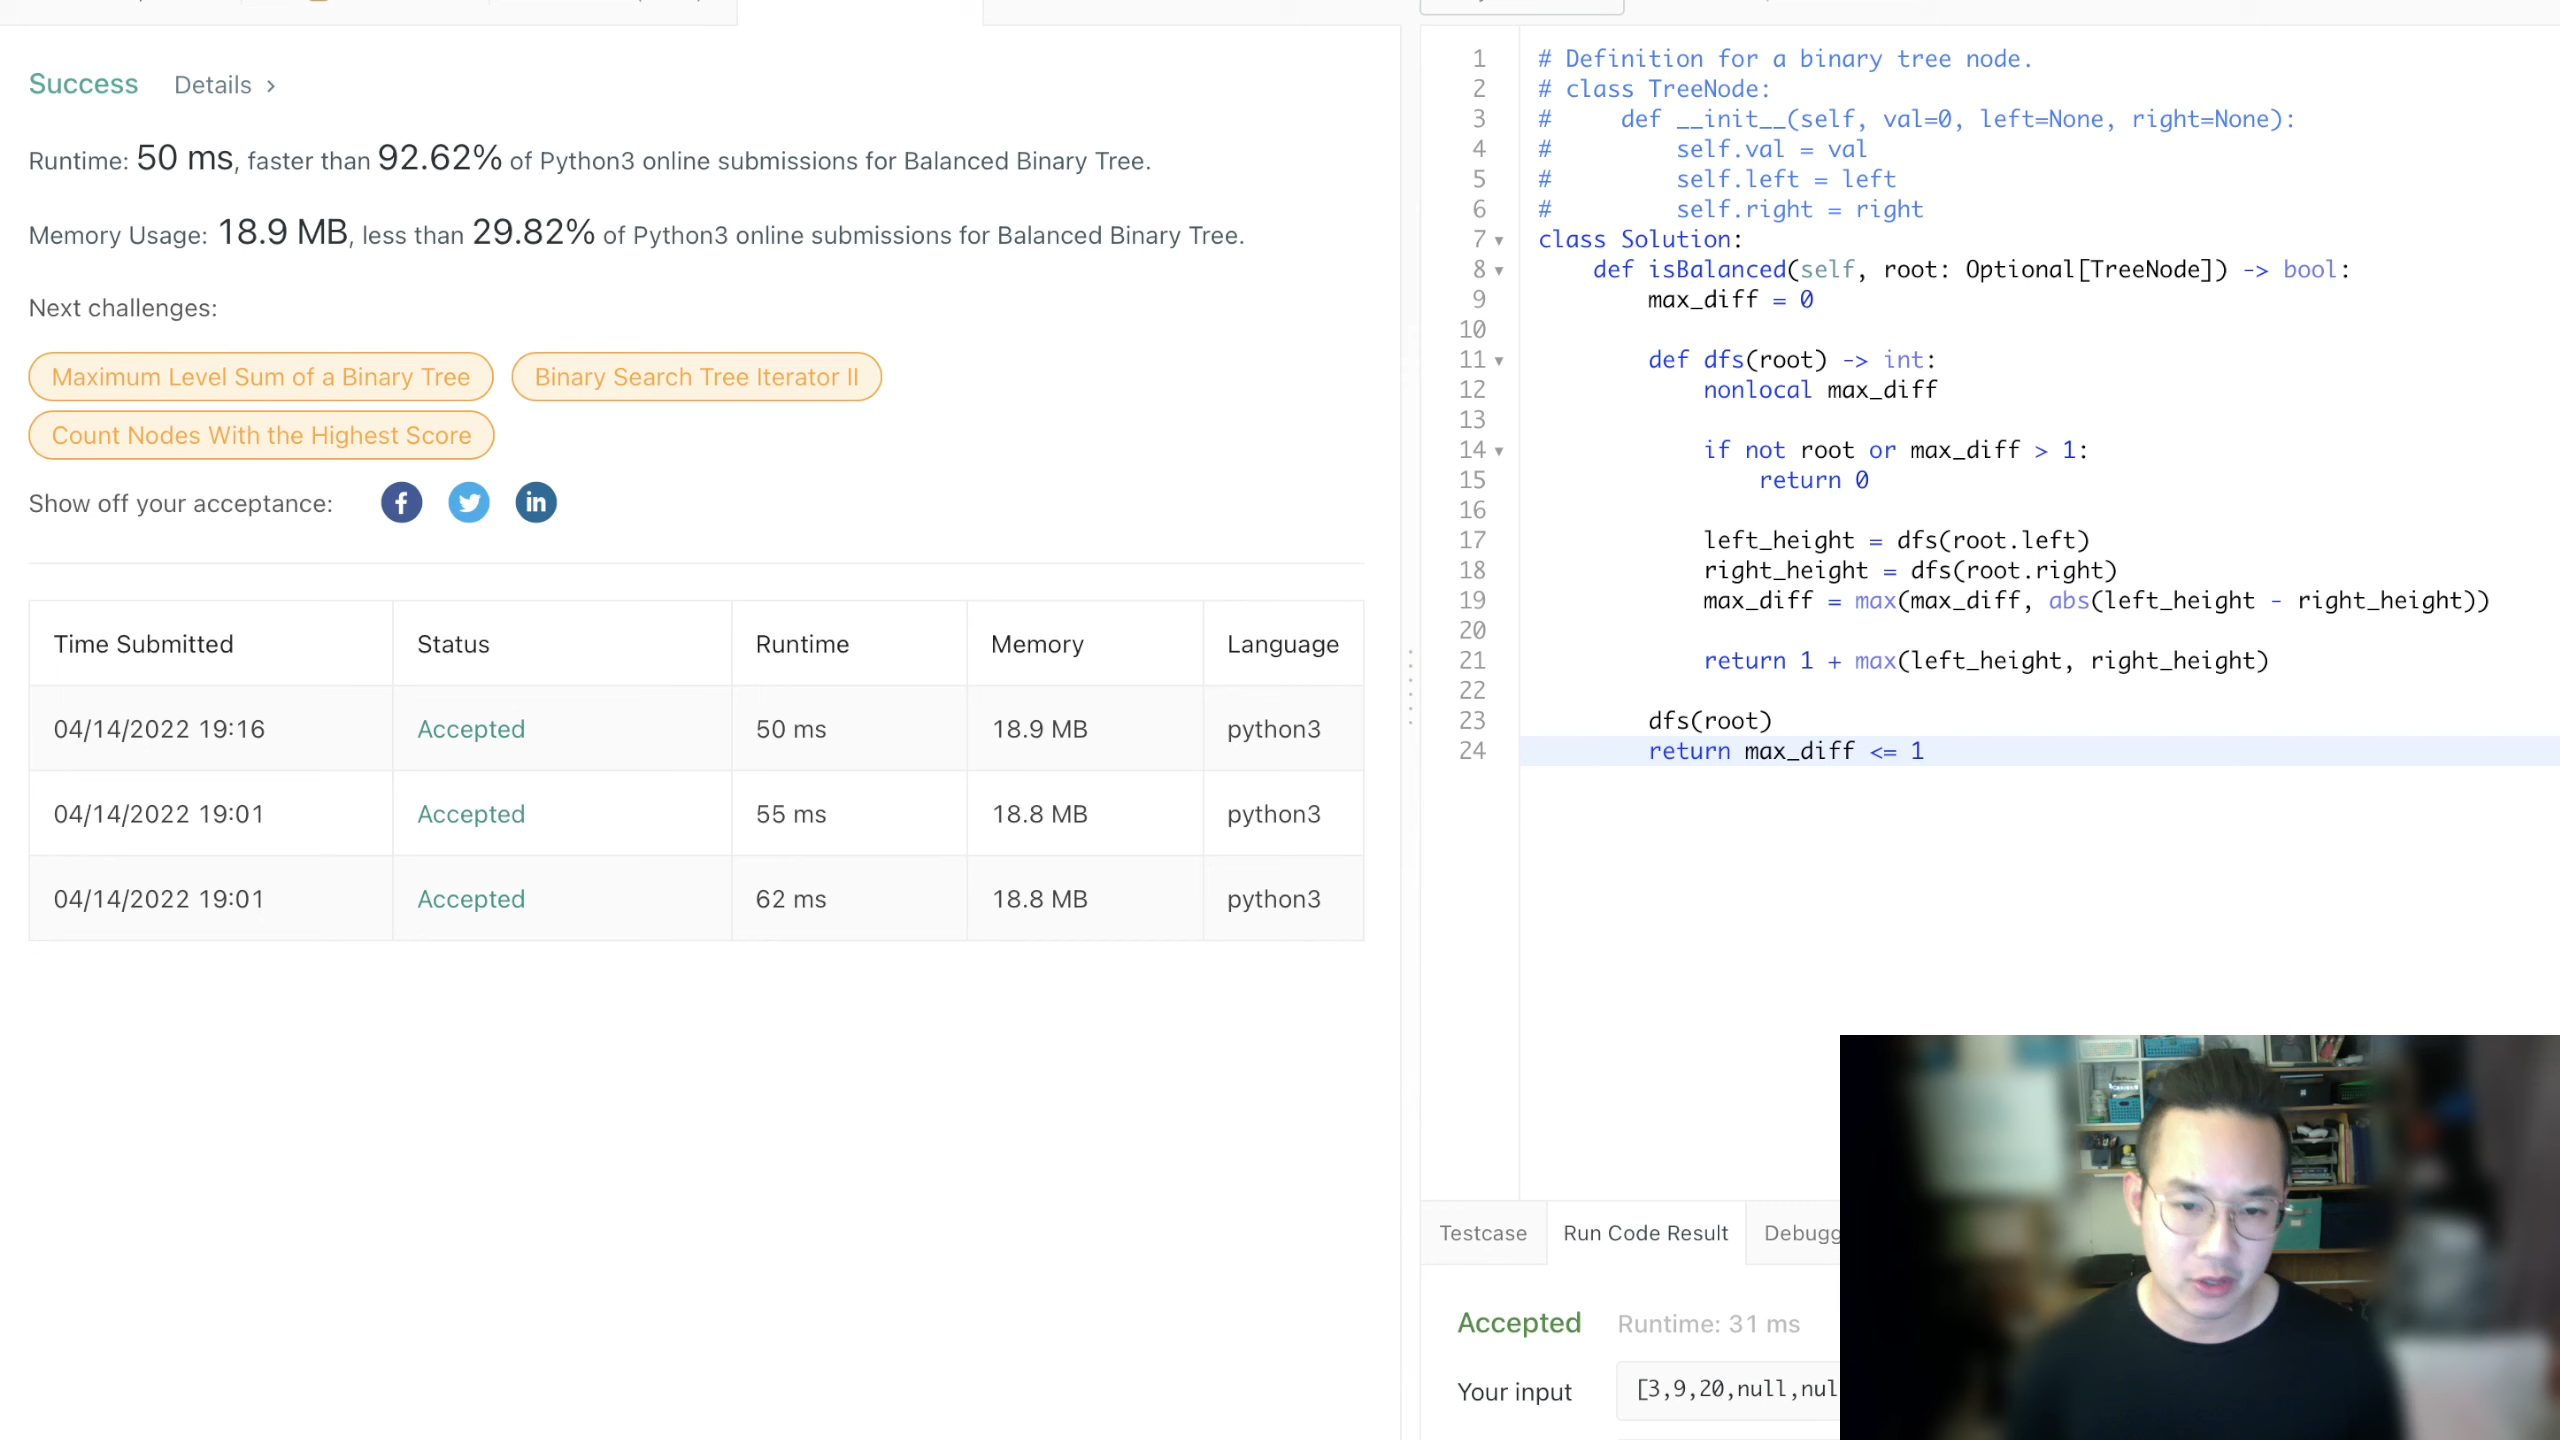 Success Details >
Runtime: 50 ms, faster than 92.62% of Python3 online submissions for Balanced Binary Tree.
Memory Usage: 18.9 MB, less than 29.82% of Python3 online submissions for Balanced Binary Tree.
Next challenges:
Maximum Level Sum of a Binary Tree Binary Search Tree Iterator II
Count Nodes With the Highest Score
Show off your acceptance: f in
Time Submitted Status Runtime Memory Language
04/14/2022 19:16 Accepted 50 ms 18.9 MB python3
04/14/2022 19:01 Accepted 55 ms 18.8 MB python3
04/14/2022 19:01 Accepted 62 ms 18.8 MB python3
1 # Definition for a binary tree node.
2 # class TreeNode:
3 #     def __init__(self, val=0, left=None, right=None):
4 #         self.val = val
5 #         self.left = left
6 #         self.right = right
7 class Solution:
8     def isBalanced(self, root: Optional[TreeNode]) -> bool:
9         max_diff = 0
10
11         def dfs(root) -> int:
12             nonlocal max_diff
13
14             if not root or max_diff > 1:
15                 return 0
16
17             left_height = dfs(root.left)
18             right_height = dfs(root.right)
19             max_diff = max(max_diff, abs(left_height - right_height))
20
21             return 1 + max(left_height, right_height)
22
23         dfs(root)
24         return max_diff <= 1
Testcase Run Code Result Debugg
Accepted Runtime: 31 ms
Your input [3,9,20,null,nul